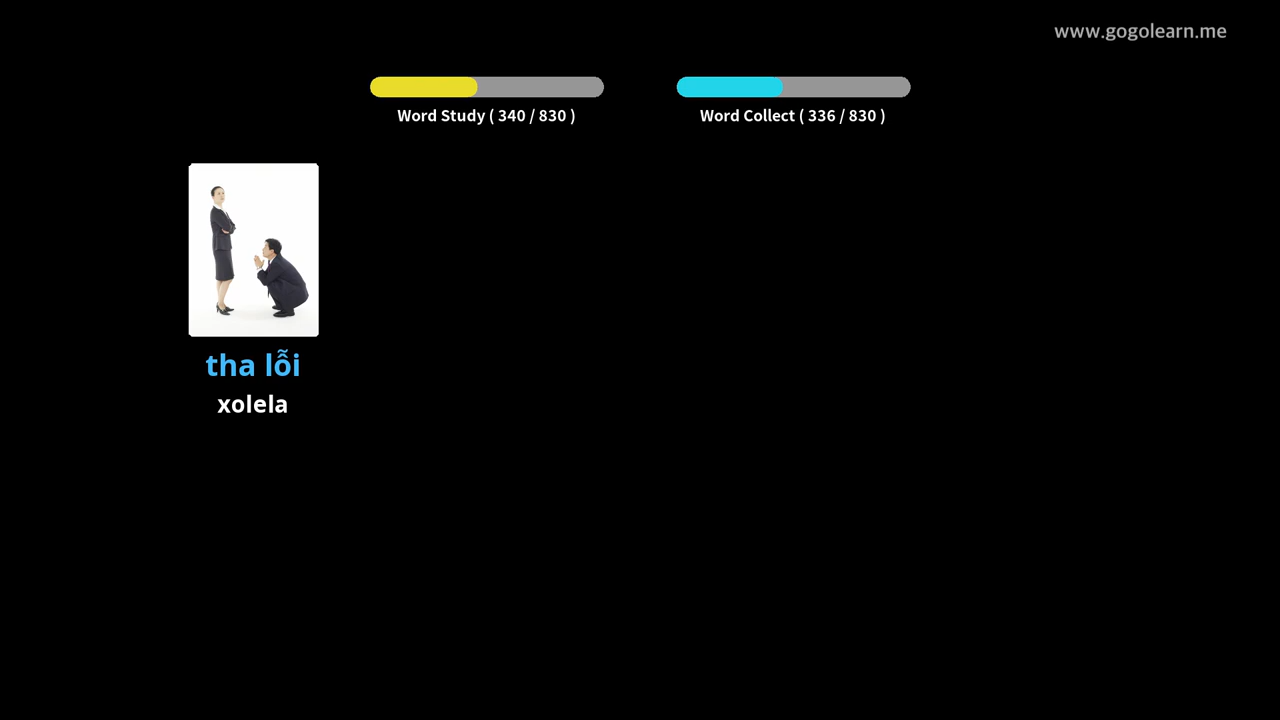 www.gogolearn.me
Word Study ( 340 / 830 )
Word Collect ( 336 / 830 )
tha lỗi
xolela